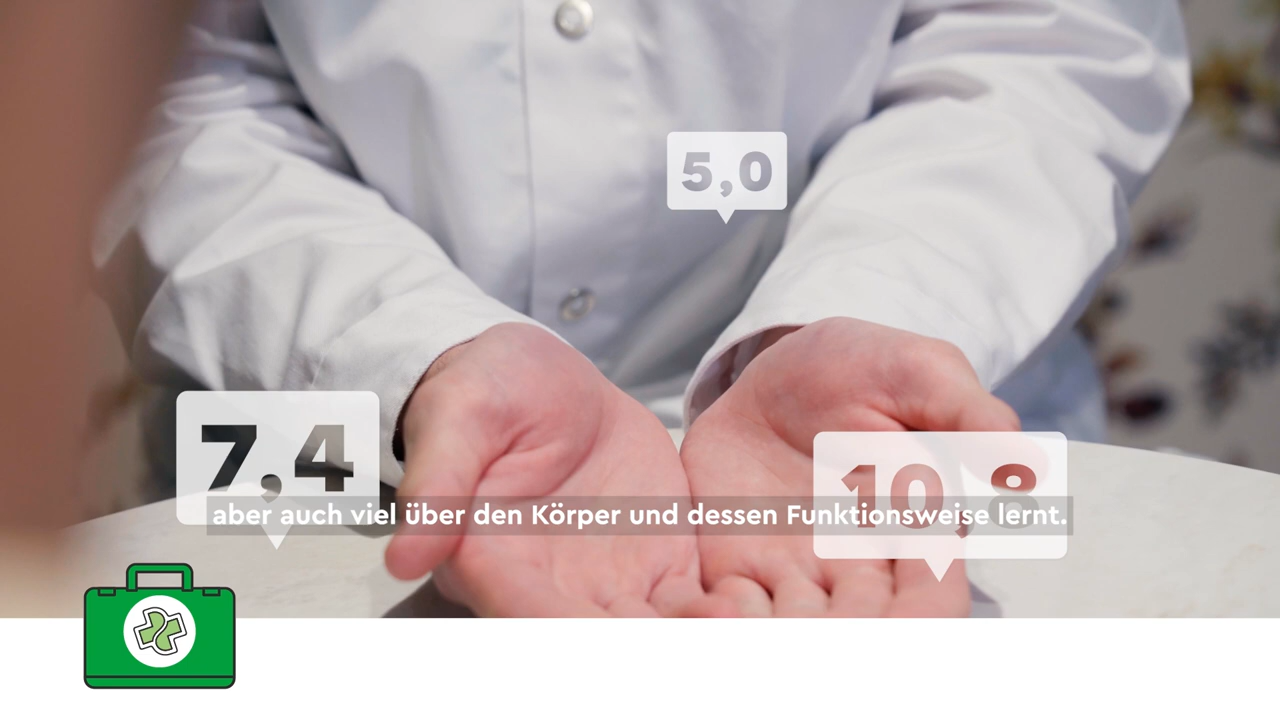 5,0
7,4
10,8
aber auch viel über den Körper und dessen Funktionsweise lernt.